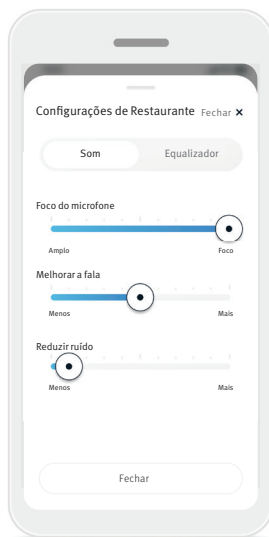 Configurações de Restaurante Fechar ×
Som Equalizador
Foco do microfone
Amplo Foco
Melhorar a fala
Menos Mais
Reduzir ruído
Menos Mais
Fechar